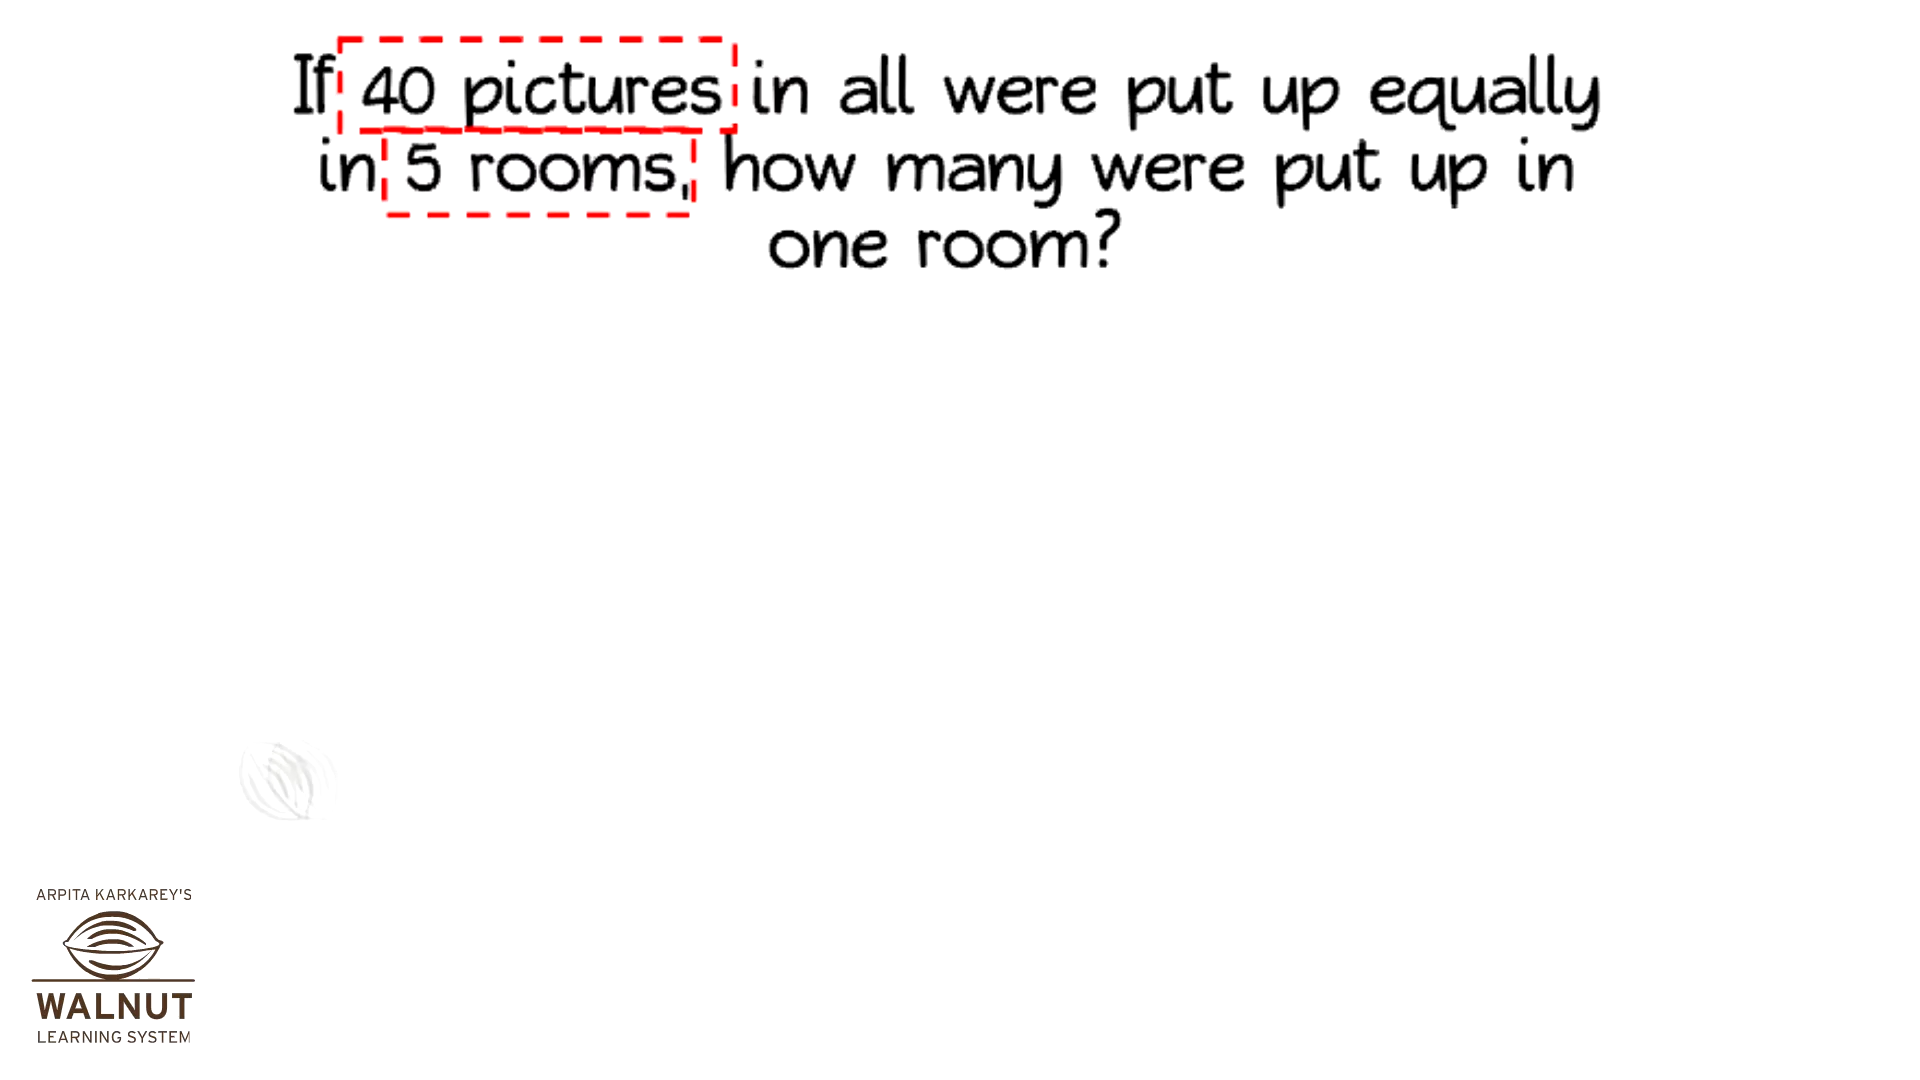 If 40 pictures in all were put up equally
in 5 rooms, how many were put up in
one room?
ARPITA KARKAREY'S
WALNUT
LEARNING SYSTEM